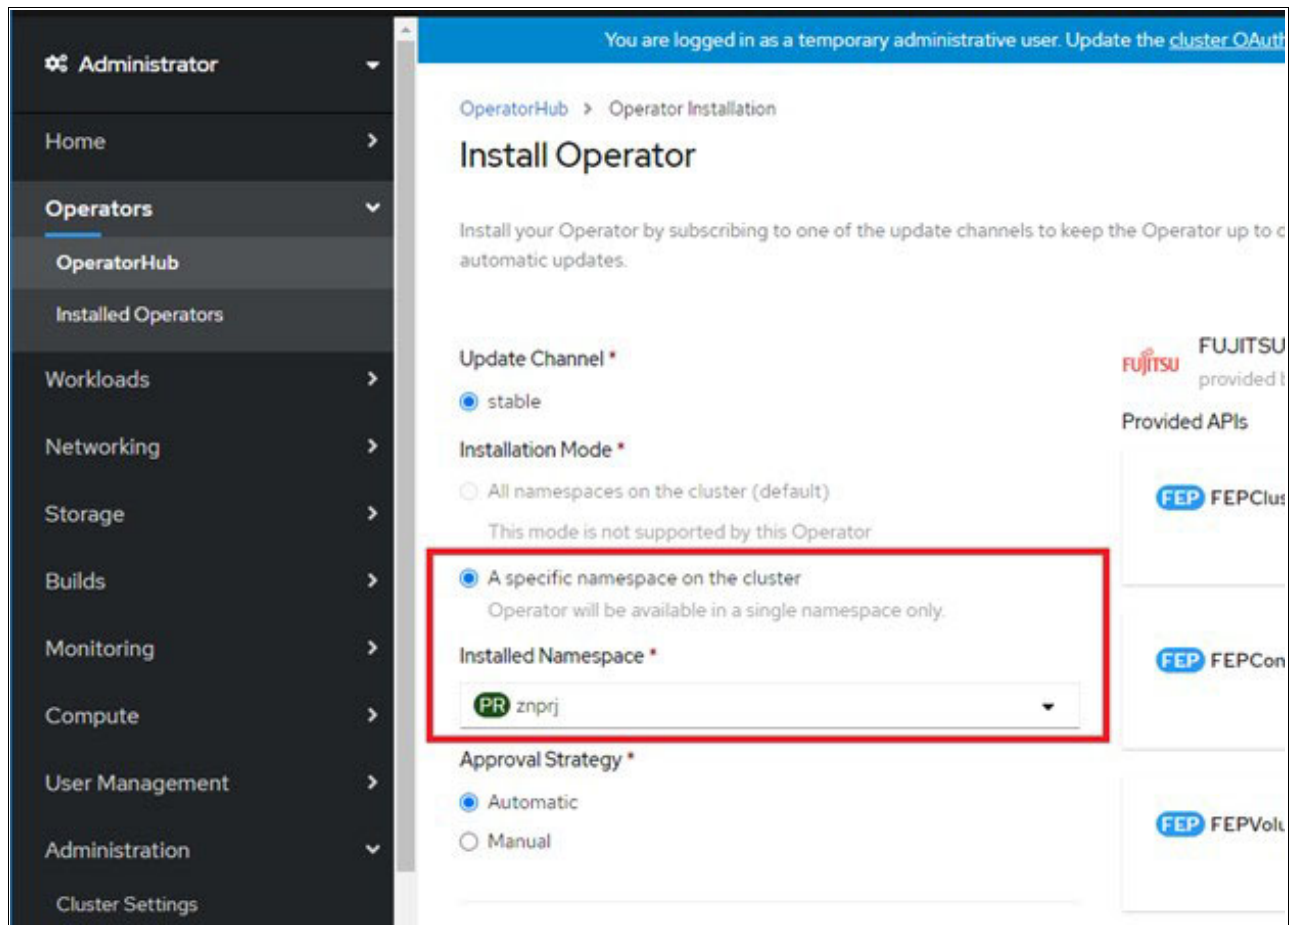 Administrator
Home
Operators
OperatorHub
Installed Operators
Workloads
Networking
Storage
Builds
Monitoring
Compute
User Management
Administration
Cluster Settings
You are logged in as a temporary administrative user. Update the cluster OAuth
OperatorHub > Operator Installation
Install Operator
Install your Operator by subscribing to one of the update channels to keep the Operator up to
automatic updates.
Update Channel *
stable
Installation Mode *
All namespaces on the cluster (default)
This mode is not supported by this Operator
A specific namespace on the cluster
Operator will be available in a single namespace only.
Installed Namespace *
PR znprj
Approval Strategy *
Automatic
Manual
FUJITSU FUJITSU
provided
Provided APIs
FEP FEPClus
FEP FEPCon
FEP FEPVolu